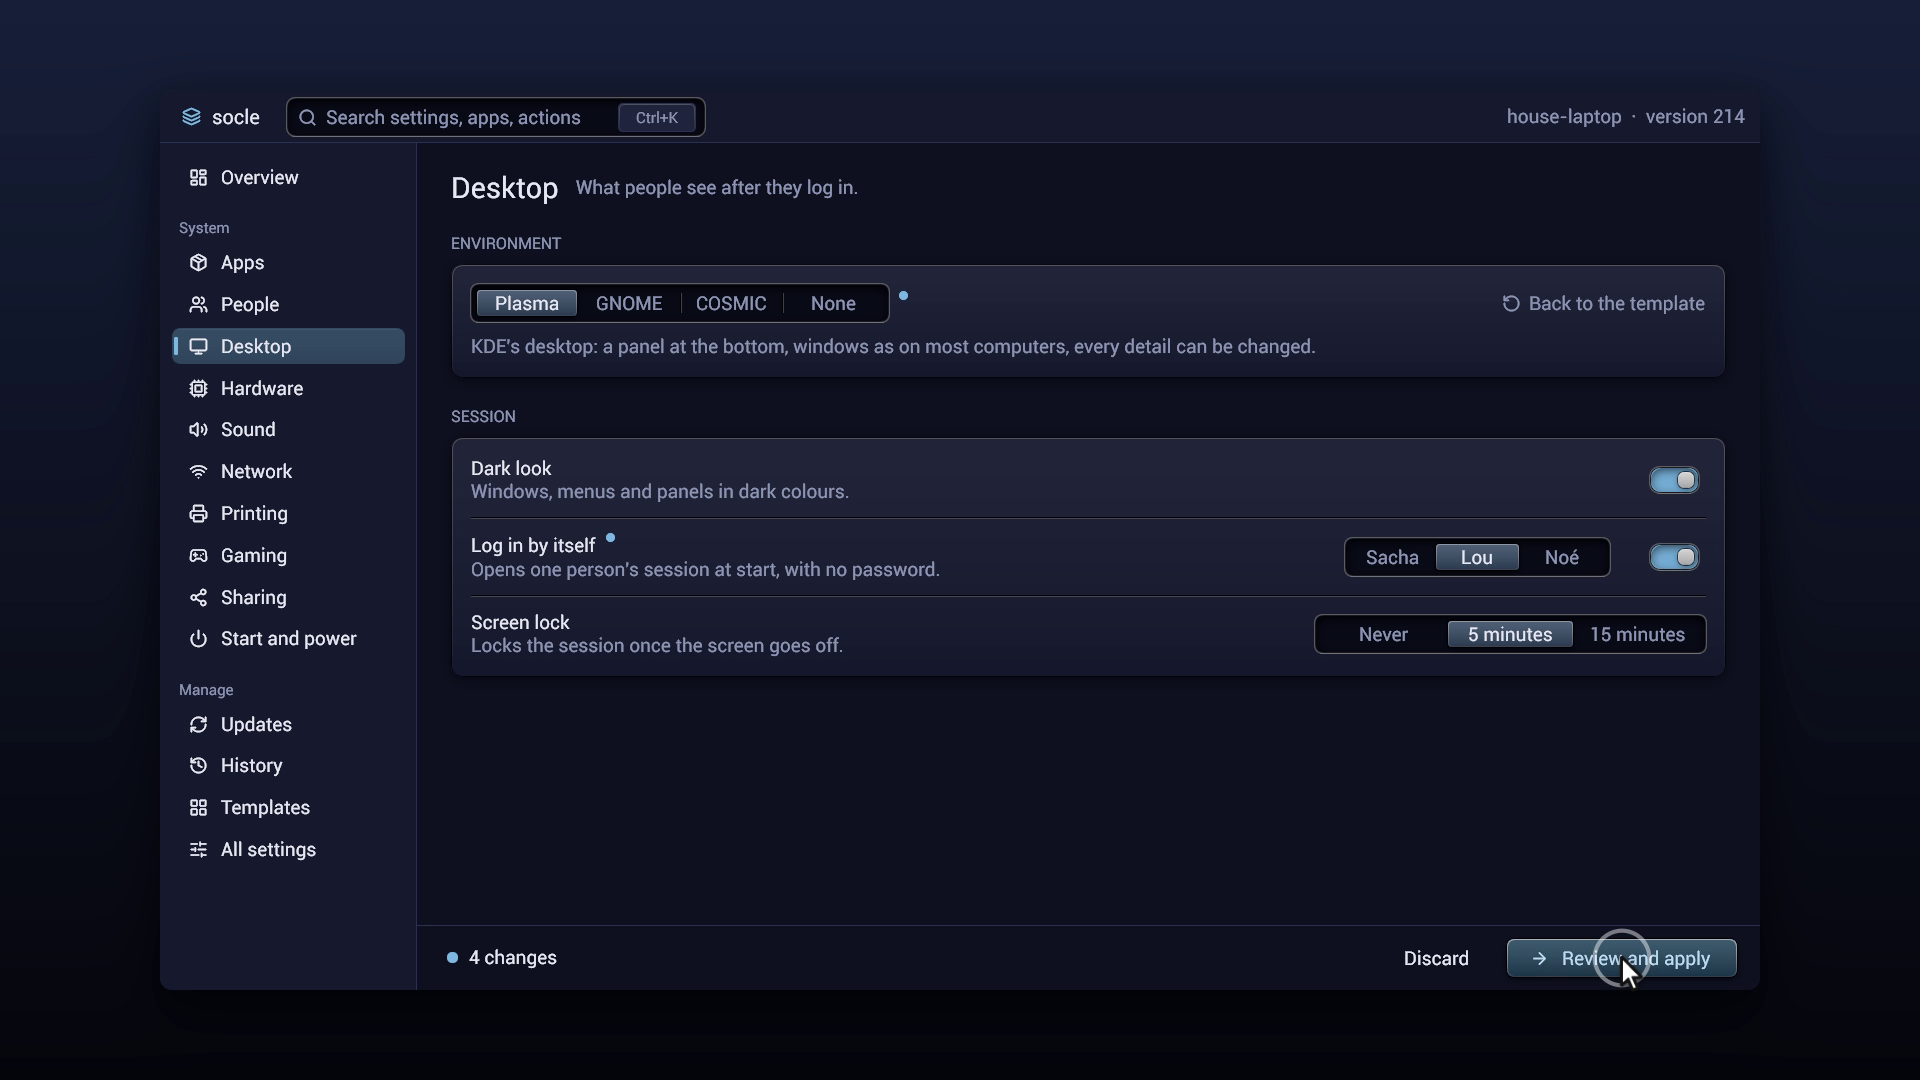 socle
Search settings, apps, actions
Ctrl+K
house-laptop · version 214
Overview
System
Apps
People
Desktop
Hardware
Sound
Network
Printing
Gaming
Sharing
Start and power
Manage
Updates
History
Templates
All settings
Desktop What people see after they log in.
ENVIRONMENT
Plasma GNOME COSMIC None
Back to the template
KDE's desktop: a panel at the bottom, windows as on most computers, every detail can be changed.
SESSION
Dark look
Windows, menus and panels in dark colours.
Log in by itself
Opens one person's session at start, with no password.
Sacha Lou Noé
Screen lock
Locks the session once the screen goes off.
Never 5 minutes 15 minutes
4 changes
Discard
Review and apply